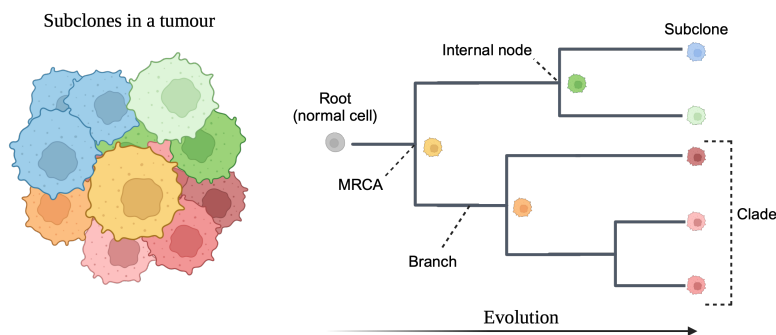 Subclones in a tumour
Subclone
Internal node
Root
(normal cell)
MRCA
Clade
Branch
Evolution